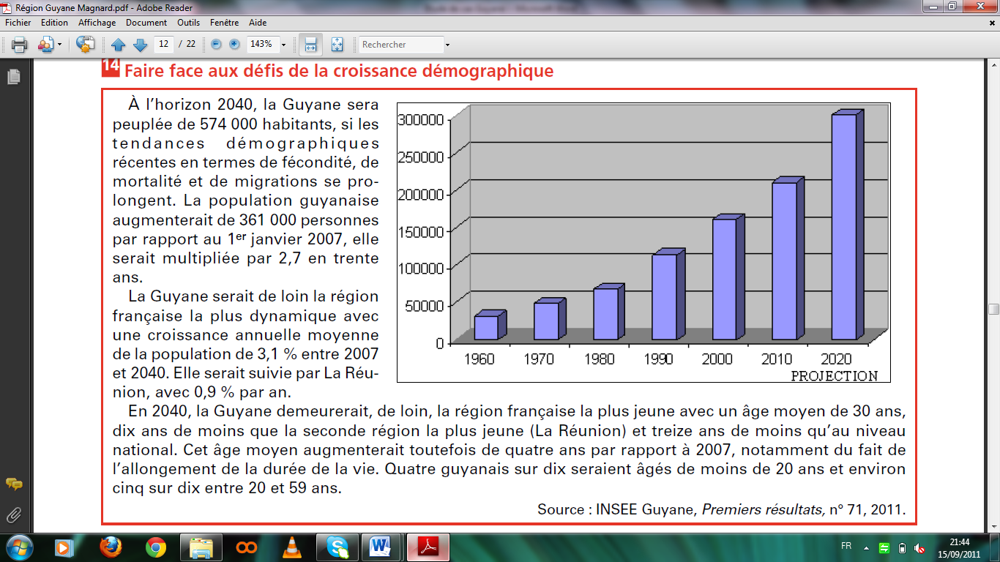 Région Guyane Magnard.pdf - Adobe Reader
Fichier Edition Affichage Document Outils Fenêtre Aide
12 / 22 143% Rechercher
14 Faire face aux défis de la croissance démographique
À l'horizon 2040, la Guyane sera
peuplée de 574 000 habitants, si les
tendances démographiques
récentes en termes de fécondité, de
mortalité et de migrations se pro-
longent. La population guyanaise
augmenterait de 361 000 personnes
par rapport au 1er janvier 2007, elle
serait multipliée par 2,7 en trente
ans.
La Guyane serait de loin la région
française la plus dynamique avec
une croissance annuelle moyenne
de la population de 3,1 % entre 2007
et 2040. Elle serait suivie par La Réu-
nion, avec 0,9 % par an.
300000
250000
200000
150000
100000
50000
0
1960 1970 1980 1990 2000 2010 2020
PROJECTION
En 2040, la Guyane demeurerait, de loin, la région française la plus jeune avec un âge moyen de 30 ans,
dix ans de moins que la seconde région la plus jeune (La Réunion) et treize ans de moins qu'au niveau
national. Cet âge moyen augmenterait toutefois de quatre ans par rapport à 2007, notamment du fait de
l'allongement de la durée de la vie. Quatre guyanais sur dix seraient âgés de moins de 20 ans et environ
cinq sur dix entre 20 et 59 ans.
Source : INSEE Guyane, Premiers résultats, n° 71, 2011.
FR
21:44
15/09/2011